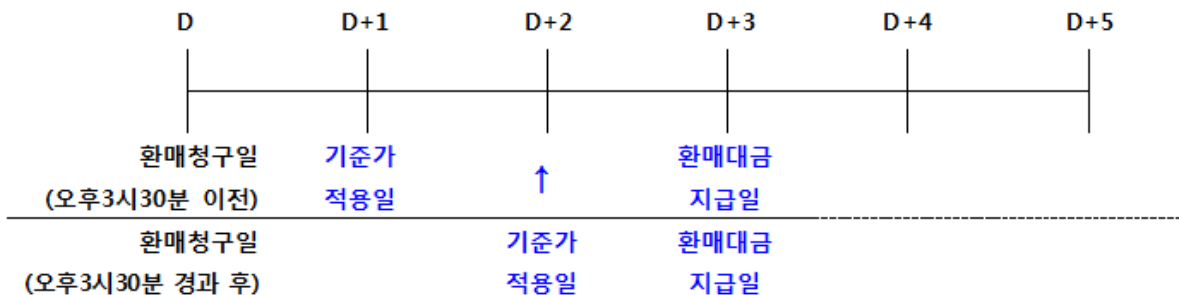 D D+1 D+2 D+3 D+4 D+5
환매청구일 기준가 환매대금
↑
(오후3시30분 이전) 적용일 지급일
환매청구일 기준가 환매대금
(오후3시30분 경과 후) 적용일 지급일